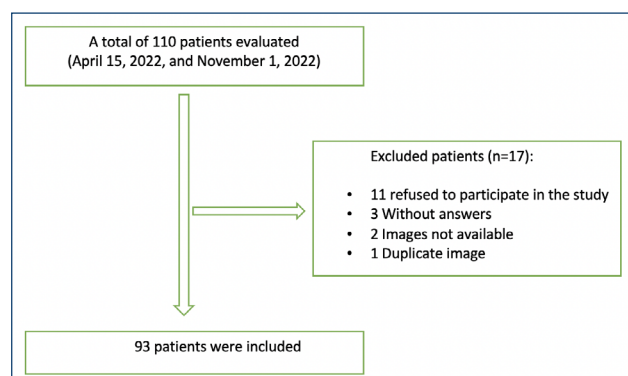 A total of 110 patients evaluated
(April 15, 2022, and November 1, 2022)
Excluded patients (n=17):
• 11 refused to participate in the study
• 3 Without answers
• 2 Images not available
• 1 Duplicate image
93 patients were included